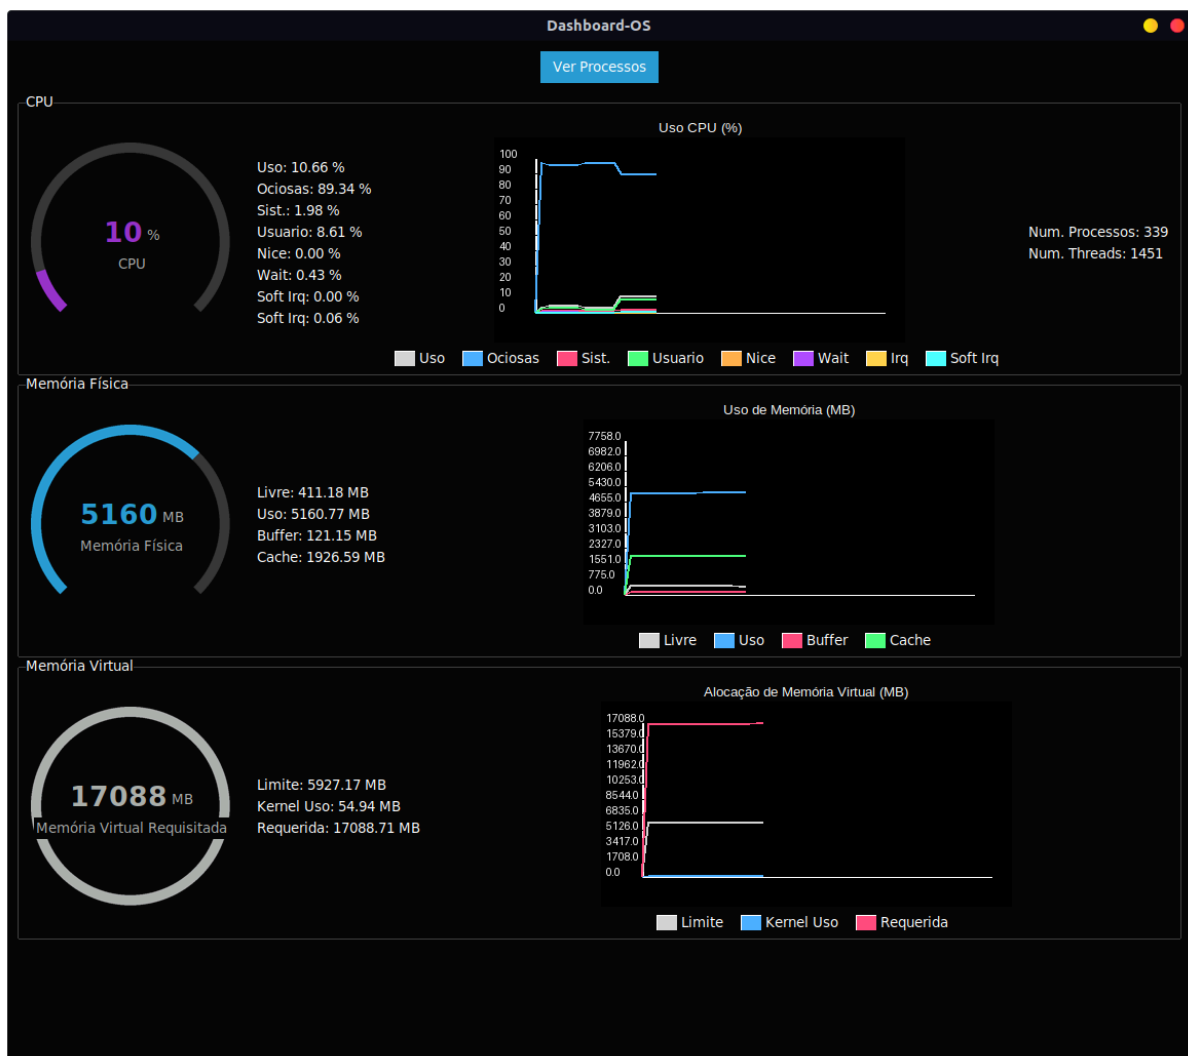 Dashboard-OS
Ver Processos
CPU
10 %
CPU
Uso: 10.66 %
Ociosas: 89.34 %
Sist.: 1.98 %
Usuario: 8.61 %
Nice: 0.00 %
Wait: 0.43 %
Soft Irq: 0.00 %
Soft Irq: 0.06 %
Uso CPU (%)
100
90
80
70
60
50
40
30
20
10
0
Uso Ociosas Sist. Usuario Nice Wait Irq Soft Irq
Num. Processos: 339
Num. Threads: 1451
Memória Física
5160 MB
Memória Física
Livre: 411.18 MB
Uso: 5160.77 MB
Buffer: 121.15 MB
Cache: 1926.59 MB
Uso de Memória (MB)
7758.0
6982.0
6206.0
5430.0
4655.0
3879.0
3103.0
2327.0
1551.0
775.0
0.0
Livre Uso Buffer Cache
Memória Virtual
17088 MB
Memória Virtual Requisitada
Limite: 5927.17 MB
Kernel Uso: 54.94 MB
Requerida: 17088.71 MB
Alocação de Memória Virtual (MB)
17088.0
15379.0
13670.0
11962.0
10253.0
8544.0
6835.0
5126.0
3417.0
1708.0
0.0
Limite Kernel Uso Requerida